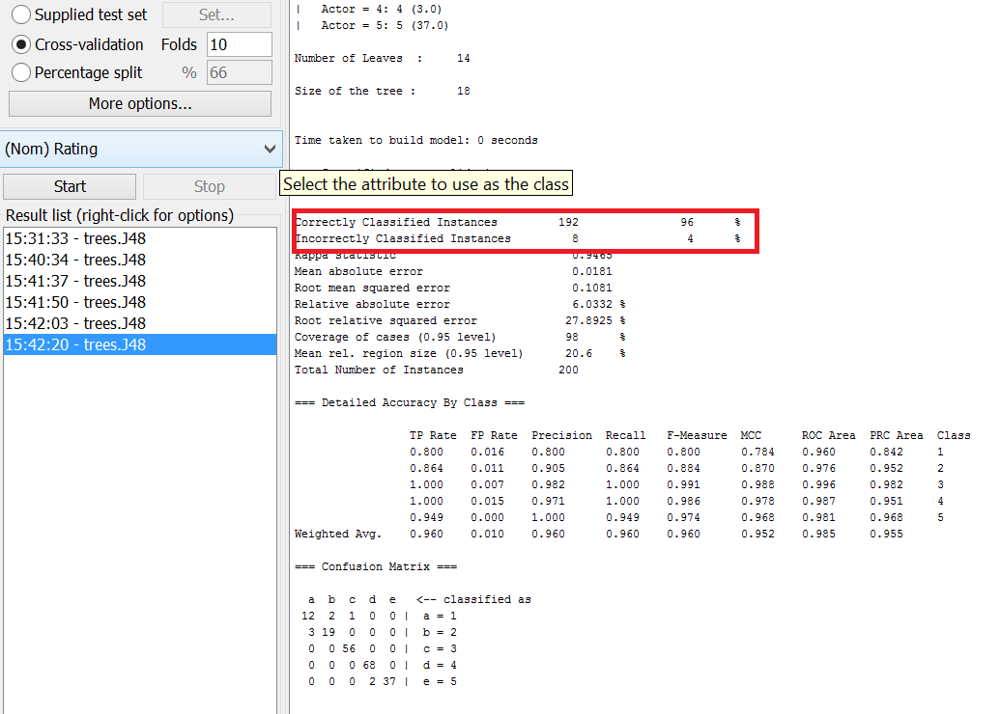 Supplied test set Set...
Cross-validation Folds 10
Percentage split % 66
More options...
(Nom) Rating
Start Stop
Result list (right-click for options)
15:31:33 - trees.J48
15:40:34 - trees.J48
15:41:37 - trees.J48
15:41:50 - trees.J48
15:42:03 - trees.J48
15:42:20 - trees.J48
| Actor = 4: 4 (3.0)
| Actor = 5: 5 (37.0)
Number of Leaves : 14
Size of the tree : 18
Time taken to build model: 0 seconds
Select the attribute to use as the class
Correctly Classified Instances 192 96 %
Incorrectly Classified Instances 8 4 %
Kappa statistic 0.9465
Mean absolute error 0.0181
Root mean squared error 0.1081
Relative absolute error 6.0332 %
Root relative squared error 27.8925 %
Coverage of cases (0.95 level) 98 %
Mean rel. region size (0.95 level) 20.6 %
Total Number of Instances 200
=== Detailed Accuracy By Class ===
TP Rate FP Rate Precision Recall F-Measure MCC ROC Area PRC Area Class
0.800 0.016 0.800 0.800 0.800 0.784 0.960 0.842 1
0.864 0.011 0.905 0.864 0.884 0.870 0.976 0.952 2
1.000 0.007 0.982 1.000 0.991 0.988 0.996 0.982 3
1.000 0.015 0.971 1.000 0.986 0.978 0.987 0.951 4
0.949 0.000 1.000 0.949 0.974 0.968 0.981 0.968 5
Weighted Avg. 0.960 0.010 0.960 0.960 0.960 0.952 0.985 0.955
=== Confusion Matrix ===
a b c d e <-- classified as
12 2 1 0 0 | a = 1
3 19 0 0 0 | b = 2
0 0 56 0 0 | c = 3
0 0 0 68 0 | d = 4
0 0 0 2 37 | e = 5